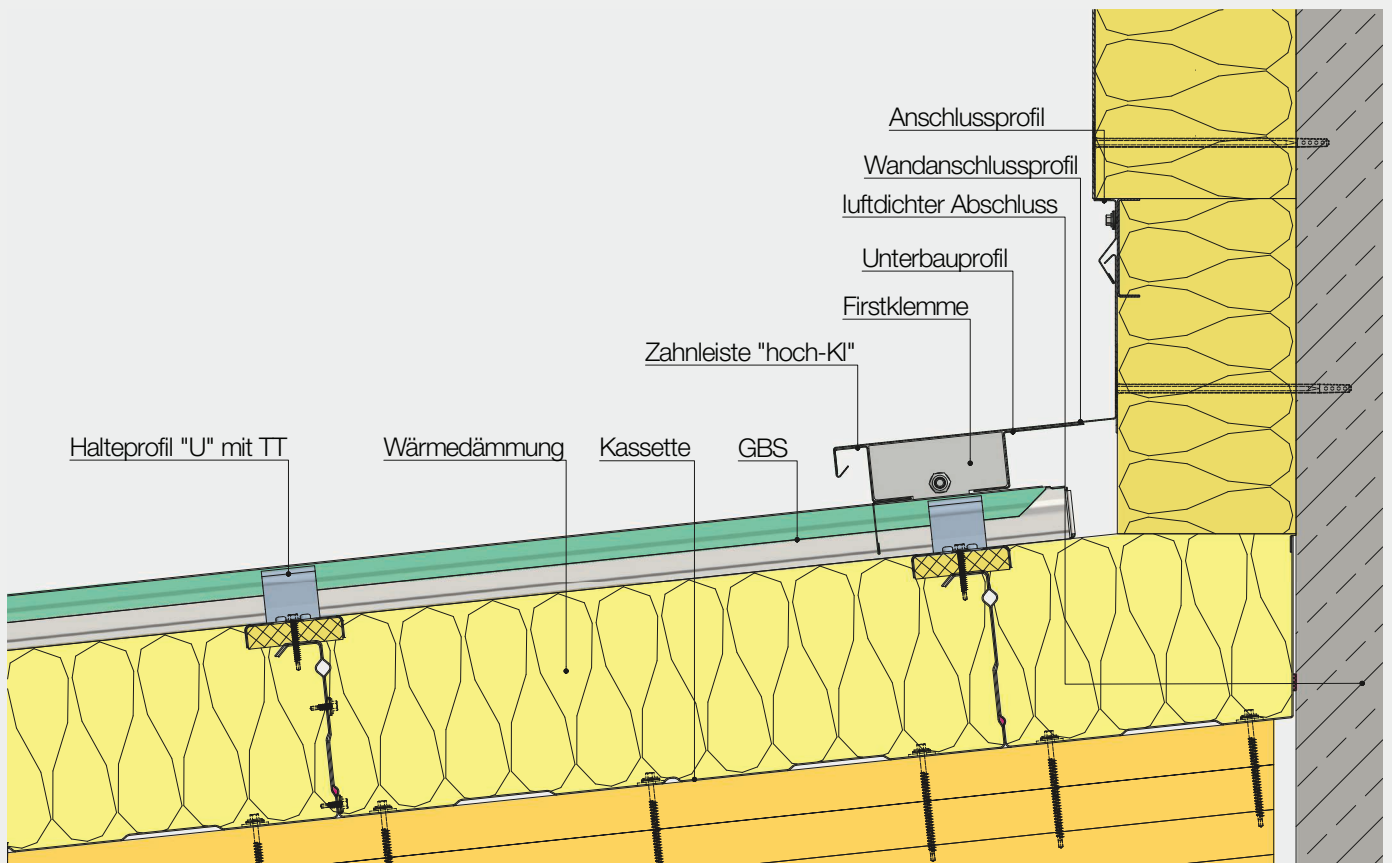 Anschlussprofil
Wandanschlussprofil
luftdichter Abschluss
Unterbauprofil
Firstklemme
Zahnleiste "hoch-Kl"
Halteprofil "U" mit TT
Wärmedämmung
Kassette
GBS